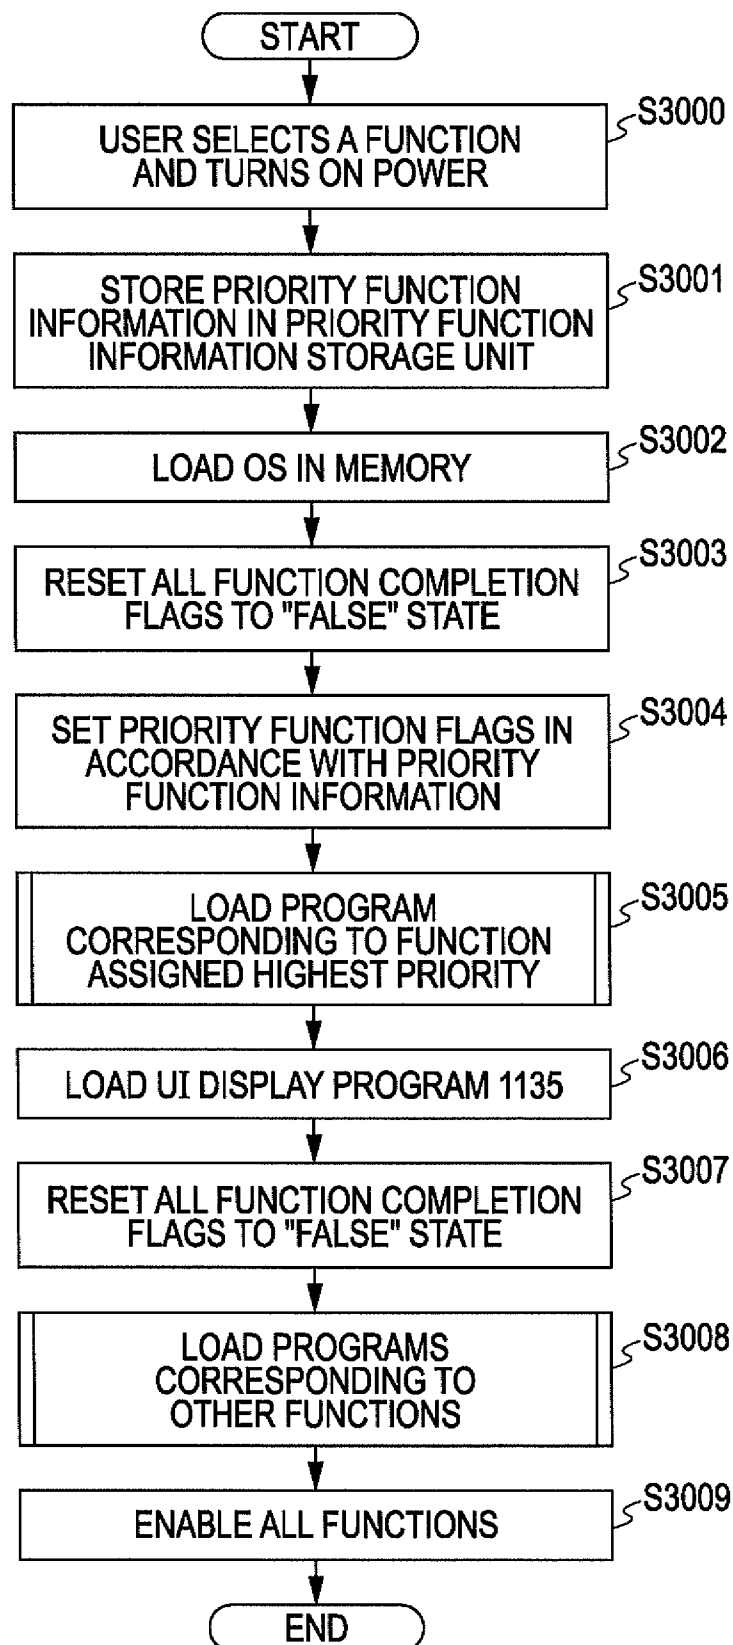 START
S3000
USER SELECTS A FUNCTION
AND TURNS ON POWER
S3001
STORE PRIORITY FUNCTION
INFORMATION IN PRIORITY FUNCTION
INFORMATION STORAGE UNIT
S3002
LOAD OS IN MEMORY
S3003
RESET ALL FUNCTION COMPLETION
FLAGS TO "FALSE" STATE
S3004
SET PRIORITY FUNCTION FLAGS IN
ACCORDANCE WITH PRIORITY
FUNCTION INFORMATION
S3005
LOAD PROGRAM
CORRESPONDING TO FUNCTION
ASSIGNED HIGHEST PRIORITY
S3006
LOAD UI DISPLAY PROGRAM 1135
S3007
RESET ALL FUNCTION COMPLETION
FLAGS TO "FALSE" STATE
S3008
LOAD PROGRAMS
CORRESPONDING TO
OTHER FUNCTIONS
S3009
ENABLE ALL FUNCTIONS
END